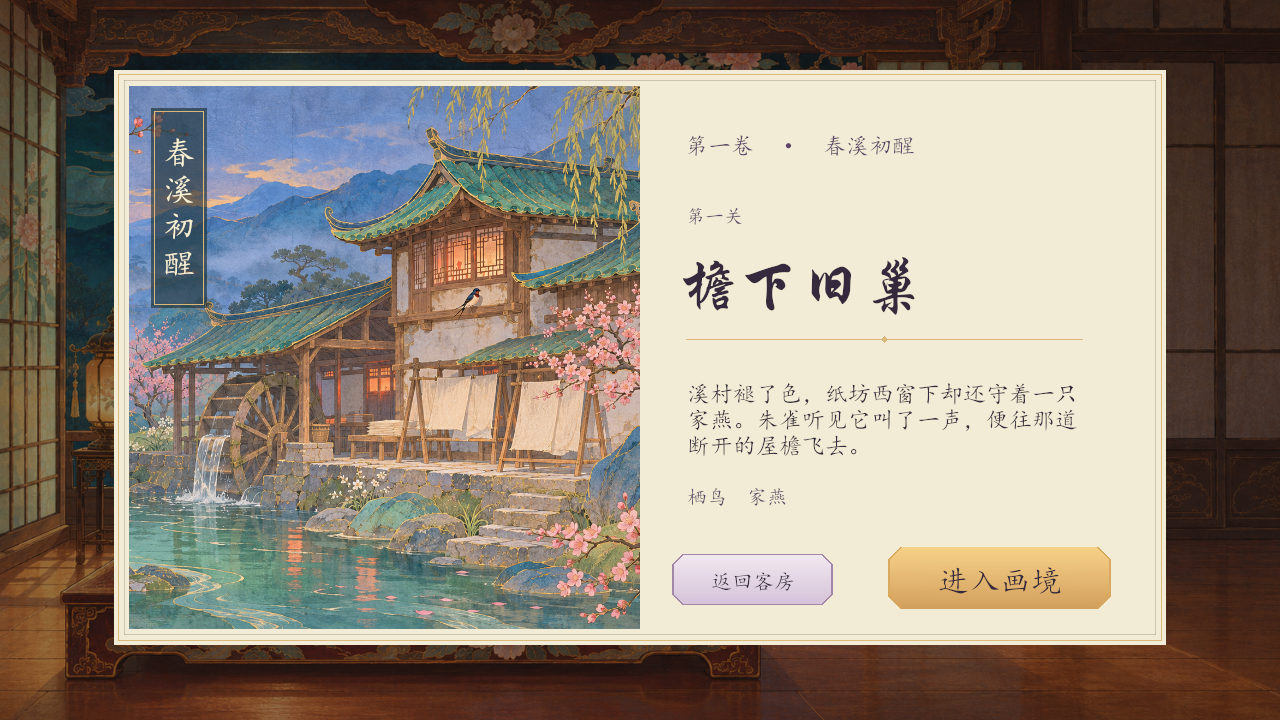 春溪初醒
第一卷 • 春溪初醒
第一关
檐下旧巢
溪村褪了色，纸坊西窗下却还守着一只
家燕。朱雀听见它叫了一声，便往那道
断开的屋檐飞去。
栖鸟 家燕
返回客房
进入画境